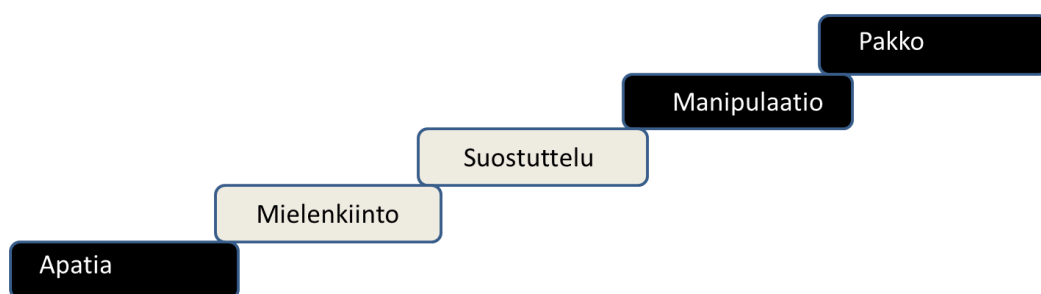 Pakko
Manipulaatio
Suostuttelu
Mielenkiinto
Apatia